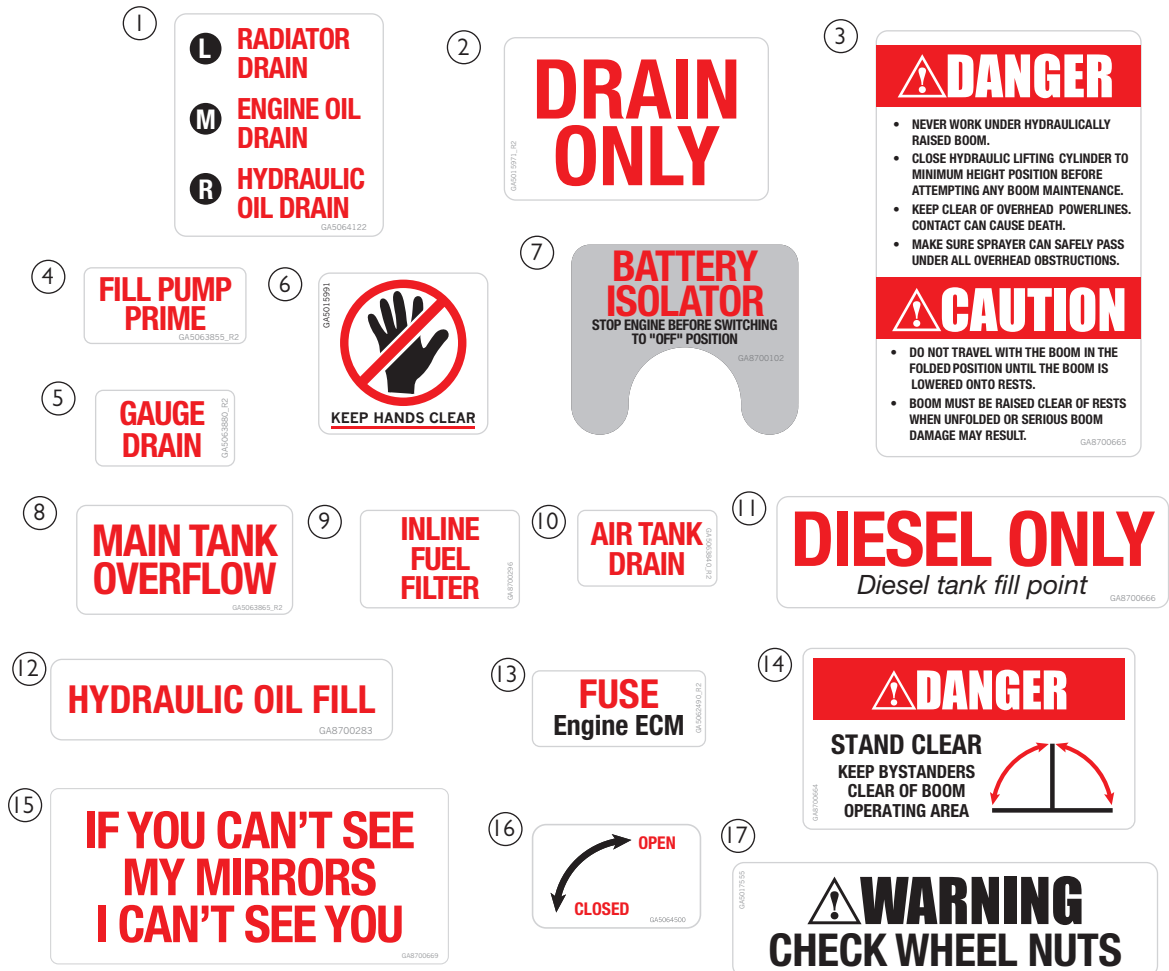 1
L RADIATOR
DRAIN
M ENGINE OIL
DRAIN
R HYDRAULIC
OIL DRAIN
GA5064122
2
DRAIN
ONLY
GA5015971_R2
3
DANGER
• NEVER WORK UNDER HYDRAULICALLY
RAISED BOOM.
• CLOSE HYDRAULIC LIFTING CYLINDER TO
MINIMUM HEIGHT POSITION BEFORE
ATTEMPTING ANY BOOM MAINTENANCE.
• KEEP CLEAR OF OVERHEAD POWERLINES.
CONTACT CAN CAUSE DEATH.
• MAKE SURE SPRAYER CAN SAFELY PASS
UNDER ALL OVERHEAD OBSTRUCTIONS.
CAUTION
• DO NOT TRAVEL WITH THE BOOM IN THE
FOLDED POSITION UNTIL THE BOOM IS
LOWERED ONTO RESTS.
• BOOM MUST BE RAISED CLEAR OF RESTS
WHEN UNFOLDED OR SERIOUS BOOM
DAMAGE MAY RESULT.
GA8700665
4
FILL PUMP
PRIME
GA5063855_R2
5
GAUGE
DRAIN
GA5063880_R2
6
GA5015991
KEEP HANDS CLEAR
7
BATTERY
ISOLATOR
STOP ENGINE BEFORE SWITCHING
TO "OFF" POSITION
GA8700102
8
MAIN TANK
OVERFLOW
GA5063865_R2
9
INLINE
FUEL
FILTER
GA8700296
10
AIR TANK
DRAIN
GA5063840_R2
11
DIESEL ONLY
Diesel tank fill point
GA8700666
12
HYDRAULIC OIL FILL
GA8700283
13
FUSE
Engine ECM
GA5062490_R2
14
DANGER
STAND CLEAR
KEEP BYSTANDERS
CLEAR OF BOOM
OPERATING AREA
GA8700664
15
IF YOU CAN'T SEE
MY MIRRORS
I CAN'T SEE YOU
GA8700669
16
OPEN
CLOSED
GA5064500
17
GA5017555
WARNING
CHECK WHEEL NUTS